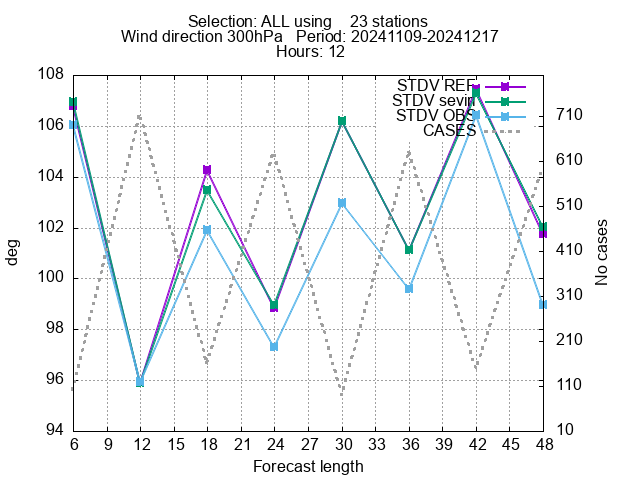 Selection: ALL using 23 stations
Wind direction 300hPa Period: 20241109-20241217
Hours: 12
108
106
104
102
100
98
96
94
deg
STDV REF
STDV seviri
STDV OBS
CASES
710
610
510
410
310
210
110
10
No cases
6 9 12 15 18 21 24 27 30 33 36 39 42 45 48
Forecast length